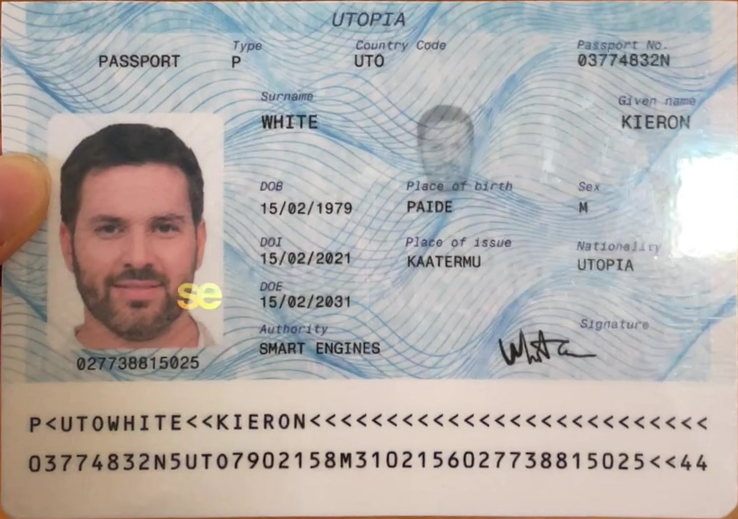 UTOPIA
PASSPORT
Type
P
Country Code
UTO
Passport No.
03774832N
Surname
WHITE
Given name
KIERON
DOB
15/02/1979
Place of birth
PAIDE
Sex
M
DOI
15/02/2021
Place of issue
KAATERMU
Nationality
UTOPIA
DOE
15/02/2031
Authority
SMART ENGINES
Signature
se
027738815025
P<UTOWHITE<<KIERON<<<<<<<<<<<<<<<<<<<<<<<<<<
03774832N5UTO7902158M3102156027738815025<<44